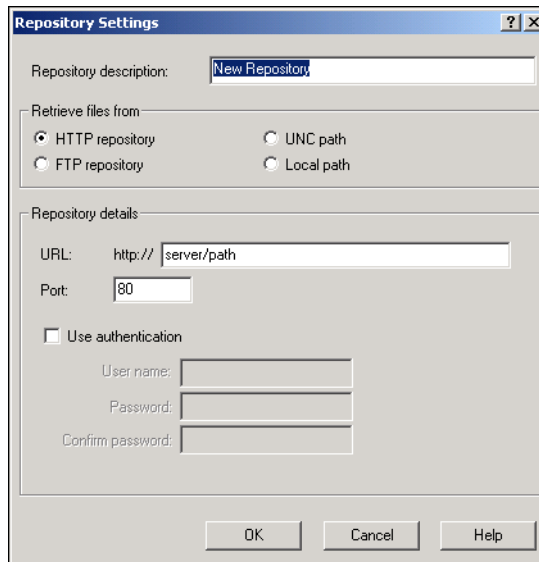 Repository Settings
Repository description: New Repository
Retrieve files from
HTTP repository UNC path
FTP repository Local path
Repository details
URL: http:// server/path
Port: 80
Use authentication
User name:
Password:
Confirm password:
OK Cancel Help